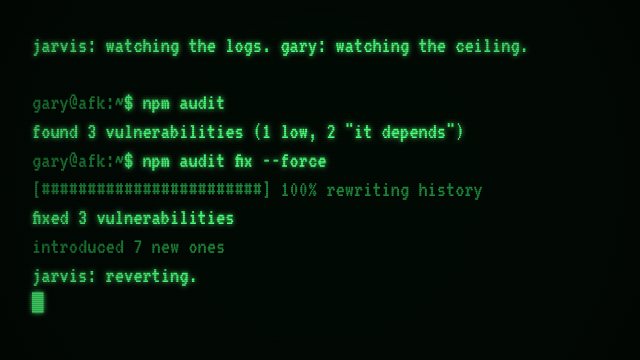 jarvis: watching the logs. gary: watching the ceiling.
gary@afk:~$ npm audit
found 3 vulnerabilities (1 low, 2 "it depends")
gary@afk:~$ npm audit fix --force
[########################] 100% rewriting history
fixed 3 vulnerabilities
introduced 7 new ones
jarvis: reverting.